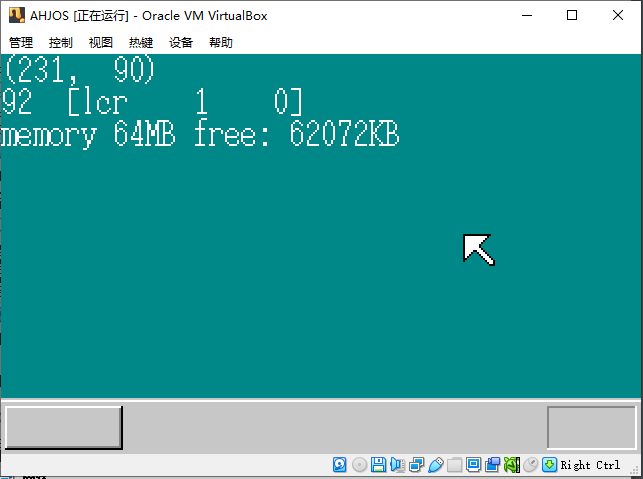 AHJOS [正在运行] - Oracle VM VirtualBox
管理 控制 视图 热键 设备 帮助
(231, 90)
92 [lcr 1 0]
memory 64MB free: 62072KB
Right Ctrl